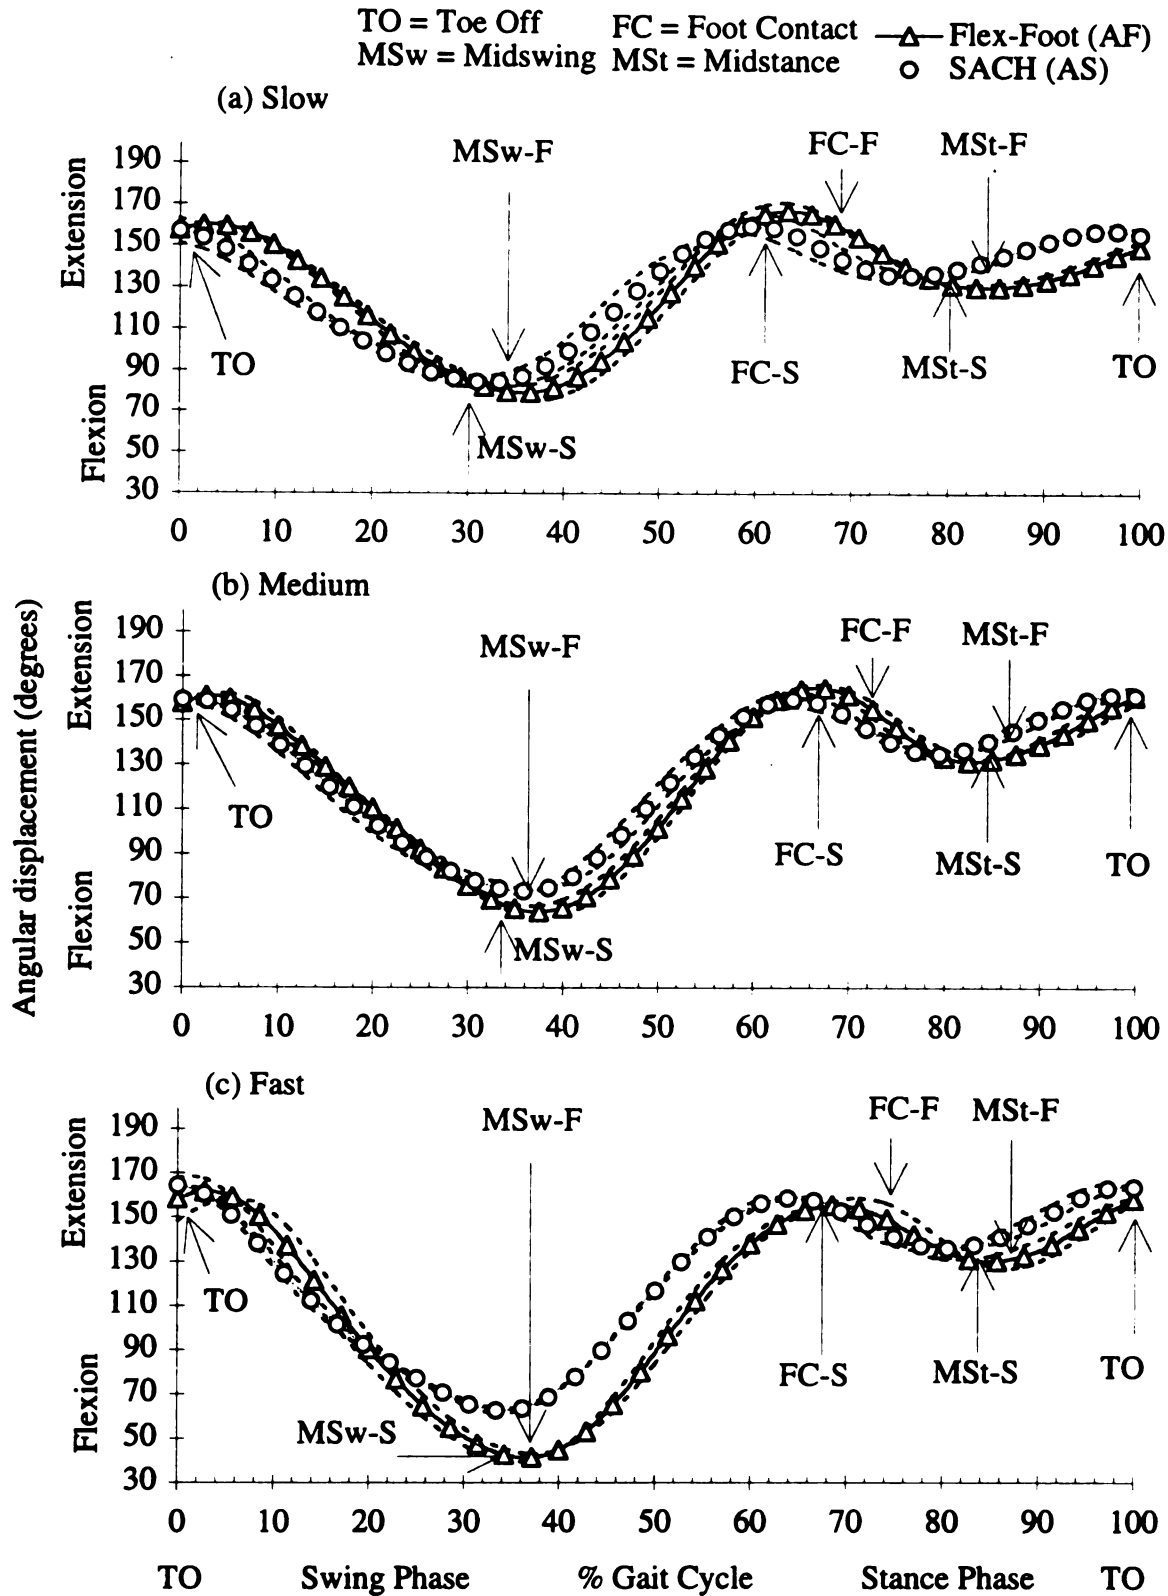 TO = Toe Off FC = Foot Contact Flex-Foot (AF)
MSw = Midswing MSt = Midstance SACH (AS)
(a) Slow
MSw-F FC-F MSt-F
190
170
150
130
110
90
70
50
30
Extension
Flexion
TO FC-S MSt-S TO
MSw-S
0 10 20 30 40 50 60 70 80 90 100
(b) Medium
MSw-F FC-F MSt-F
190
170
150
130
110
90
70
50
30
Extension
Flexion
Angular displacement (degrees)
TO FC-S MSt-S TO
MSw-S
0 10 20 30 40 50 60 70 80 90 100
(c) Fast
MSw-F FC-F MSt-F
190
170
150
130
110
90
70
50
30
Extension
Flexion
TO FC-S MSt-S TO
MSw-S
0 10 20 30 40 50 60 70 80 90 100
TO Swing Phase % Gait Cycle Stance Phase TO